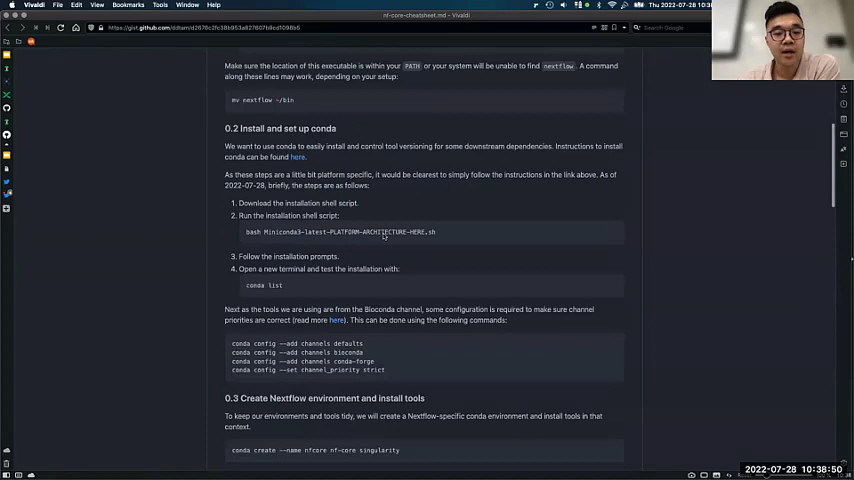 Vivaldi File Edit View Bookmarks Tools Window Help
Thu 2022-07-28 10:38
nf-core-cheatsheet.md - Vivaldi
Search Google
Make sure the location of this executable is within your PATH or your system will be unable to find nextflow. A command
along these lines may work, depending on your setup:
mv nextflow ~/bin
0.2 Install and set up conda
We want to use conda to easily install and control tool versioning for some downstream dependencies. Instructions to install
conda can be found here.
As these steps are a little bit platform specific, it would be clearest to simply follow the instructions in the link above. As of
2022-07-28, briefly, the steps are as follows:
1. Download the installation shell script.
2. Run the installation shell script:
bash Miniconda3-latest-PLATFORM-ARCHITECTURE-HERE.sh
3. Follow the installation prompts.
4. Open a new terminal and test the installation with:
conda list
Next as the tools we are using are from the Bioconda channel, some configuration is required to make sure channel
priorities are correct (read more here). This can be done using the following commands:
conda config --add channels defaults
conda config --add channels bioconda
conda config --add channels conda-forge
conda config --set channel_priority strict
0.3 Create Nextflow environment and install tools
To keep our environments and tools tidy, we will create a Nextflow-specific conda environment and install tools in that
context.
conda create --name nfcore nf-core singularity
2022-07-28 10:38:50